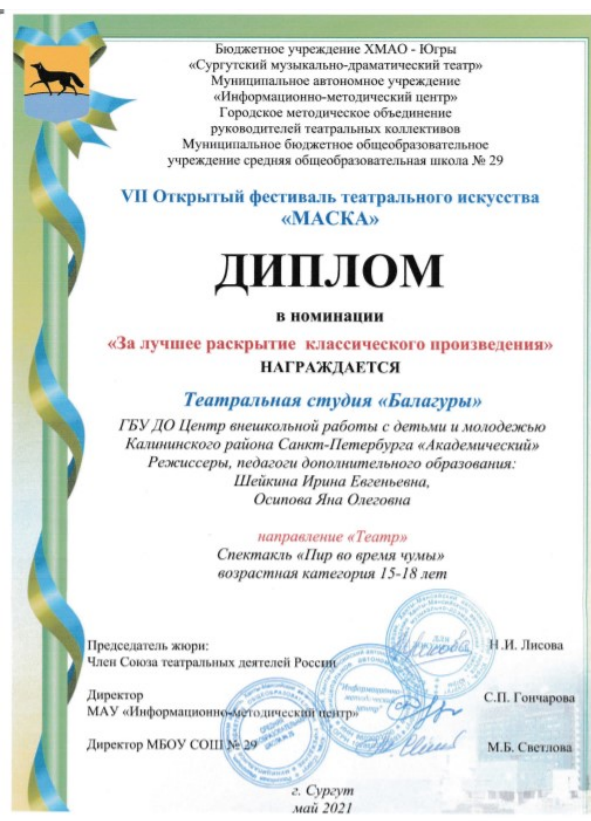 Бюджетное учреждение ХМАО - Югры
«Сургутский музыкально-драматический театр»
Муниципальное автономное учреждение
«Информационно-методический центр»
Городское методическое объединение
руководителей театральных коллективов
Муниципальное бюджетное общеобразовательное
учреждение средняя общеобразовательная школа № 29
VII Открытый фестиваль театрального искусства
«МАСКА»
ДИПЛОМ
в номинации
«За лучшее раскрытие классического произведения»
НАГРАЖДАЕТСЯ
Театральная студия «Балагуры»
ГБУ ДО Центр внешкольной работы с детьми и молодежью
Калининского района Санкт-Петербурга «Академический»
Режиссеры, педагоги дополнительного образования:
Шейкина Ирина Евгеньевна,
Осипова Яна Олеговна
направление «Театр»
Спектакль «Пир во время чумы»
возрастная категория 15-18 лет
Председатель жюри:
Член Союза театральных деятелей России
Н.И. Лисова
Директор
МАУ «Информационно-методический центр»
С.П. Гончарова
Директор МБОУ СОШ № 29
М.Б. Светлова
г. Сургут
май 2021